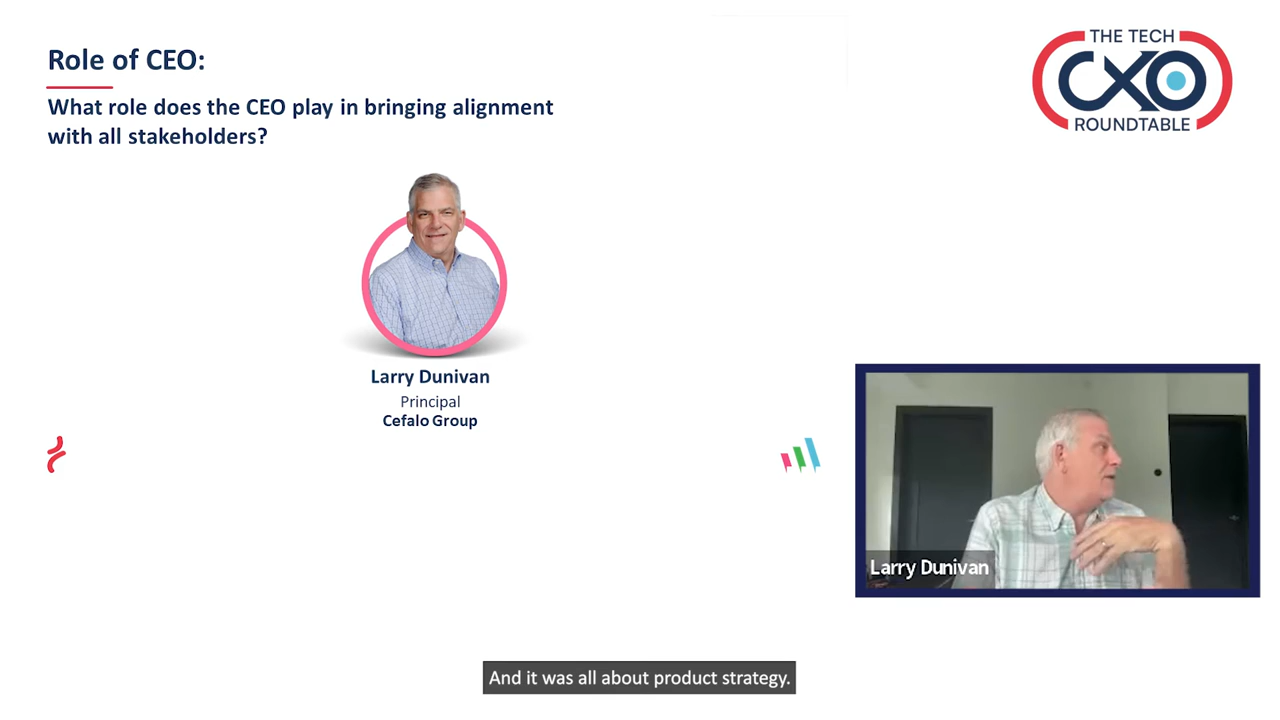 Role of CEO:
What role does the CEO play in bringing alignment
with all stakeholders?
THE TECH
CXO
ROUNDTABLE
Larry Dunivan
Principal
Cefalo Group
Larry Dunivan
And it was all about product strategy.